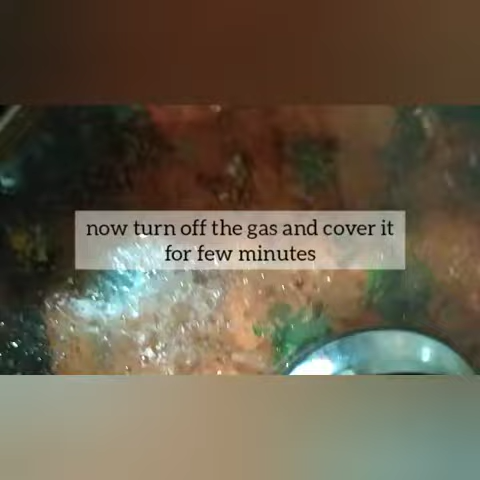 now turn off the gas and cover it
for few minutes